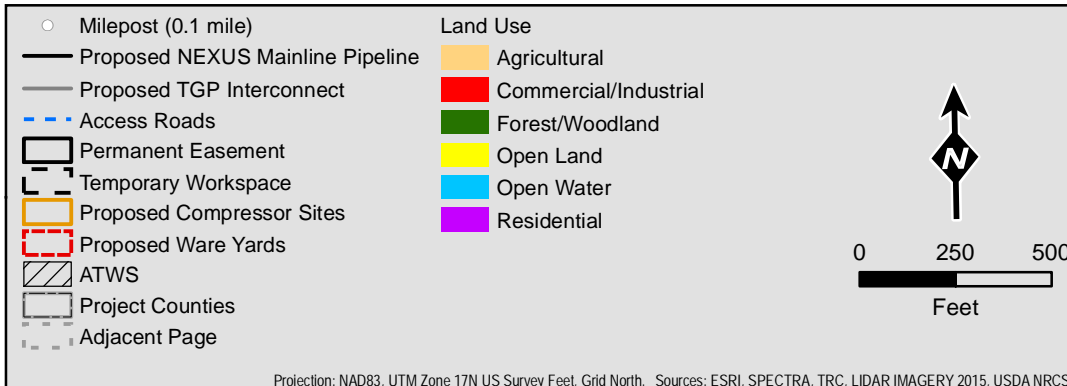 Milepost (0.1 mile)
Proposed NEXUS Mainline Pipeline
Proposed TGP Interconnect
Access Roads
Permanent Easement
Temporary Workspace
Proposed Compressor Sites
Proposed Ware Yards
ATWS
Project Counties
Adjacent Page
Land Use
Agricultural
Commercial/Industrial
Forest/Woodland
Open Land
Open Water
Residential
N
0 250 500
Feet
Projection: NAD83, UTM Zone 17N US Survey Feet, Grid North. Sources: ESRI, SPECTRA, TRC, LIDAR IMAGERY 2015, USDA NRCS